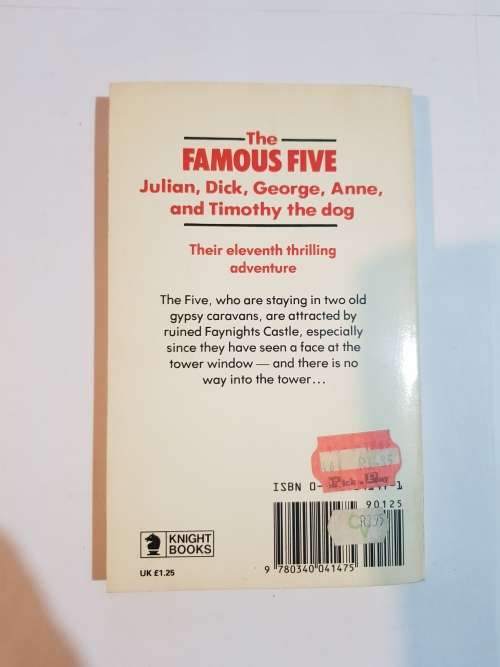 The
FAMOUS FIVE
Julian, Dick, George, Anne,
and Timothy the dog
Their eleventh thrilling
adventure
The Five, who are staying in two old
gypsy caravans, are attracted by
ruined Faynights Castle, especially
since they have seen a face at the
tower window — and there is no
way into the tower...
Pick
ISBN 0-
1
90125
KNIGHT
BOOKS
UK £1.25
9 780340 041475